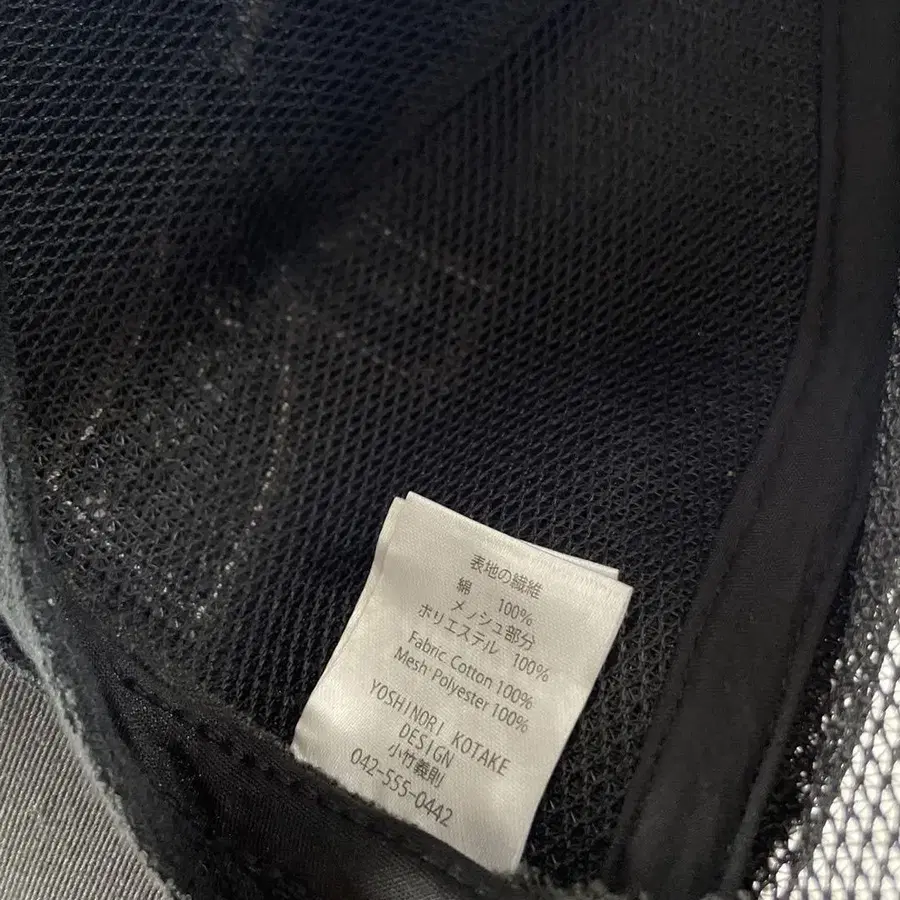 表地の繊維
綿 100%
メッシュ部分
ポリエステル 100%
Fabric Cotton 100%
Mesh Polyester 100%
YOSHINORI KOTAKE
DESIGN
小竹義則
042-555-0442